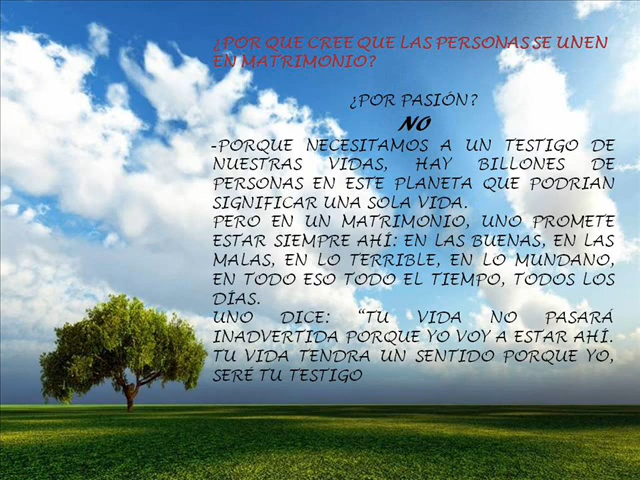 ¿POR QUE CREE QUE LAS PERSONAS SE UNEN
EN MATRIMONIO?
¿POR PASIÓN?
NO
-PORQUE NECESITAMOS A UN TESTIGO DE
NUESTRAS VIDAS, HAY BILLONES DE
PERSONAS EN ESTE PLANETA QUE PODRIAN
SIGNIFICAR UNA SOLA VIDA.
PERO EN UN MATRIMONIO, UNO PROMETE
ESTAR SIEMPRE AHÍ: EN LAS BUENAS, EN LAS
MALAS, EN LO TERRIBLE, EN LO MUNDANO,
EN TODO ESO TODO EL TIEMPO, TODOS LOS
DÍAS.
UNO DICE: “TU VIDA NO PASARÁ
INADVERTIDA PORQUE YO VOY A ESTAR AHÍ.
TU VIDA TENDRA UN SENTIDO PORQUE YO,
SERÉ TU TESTIGO